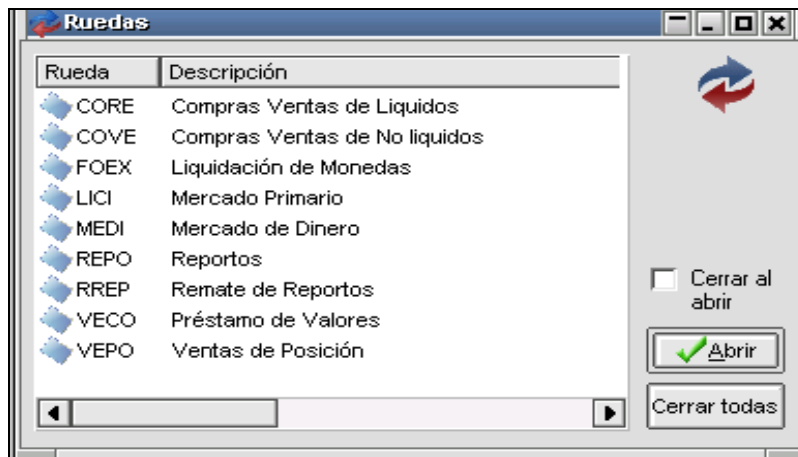 Ruedas
Rueda Descripción
CORE Compras Ventas de Liquidos
COVE Compras Ventas de No liquidos
FOEX Liquidación de Monedas
LICI Mercado Primario
MEDI Mercado de Dinero
REPO Reportos
RREP Remate de Reportos
VECO Préstamo de Valores
VEPO Ventas de Posición
Cerrar al
abrir
Abrir
Cerrar todas